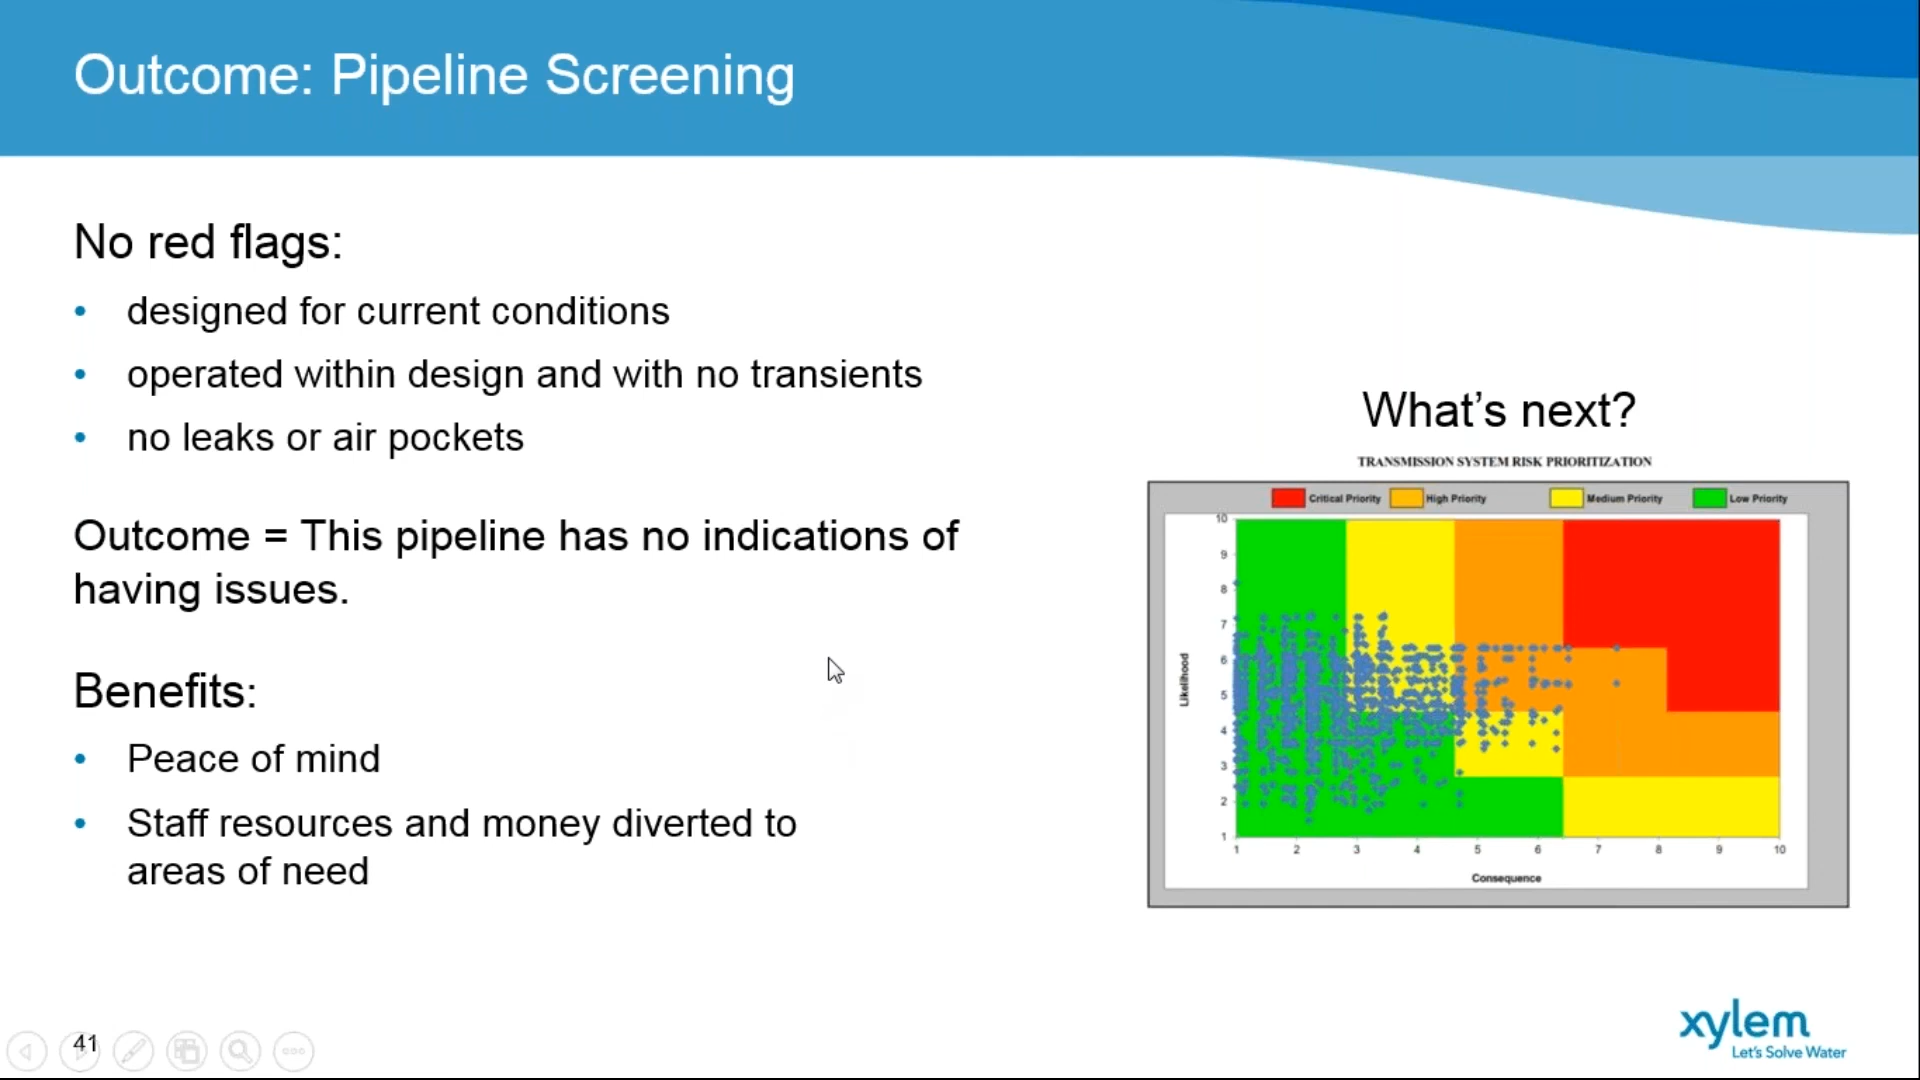 Outcome: Pipeline Screening
No red flags:
• designed for current conditions
• operated within design and with no transients
• no leaks or air pockets
Outcome = This pipeline has no indications of
having issues.
Benefits:
• Peace of mind
• Staff resources and money diverted to
areas of need
What’s next?
TRANSMISSION SYSTEM RISK PRIORITIZATION
Critical Priority High Priority Medium Priority Low Priority
10
9
8
7
6
5
4
3
2
1
Likelihood
1 2 3 4 5 6 7 8 9 10
Consequence
41
xylem
Let's Solve Water